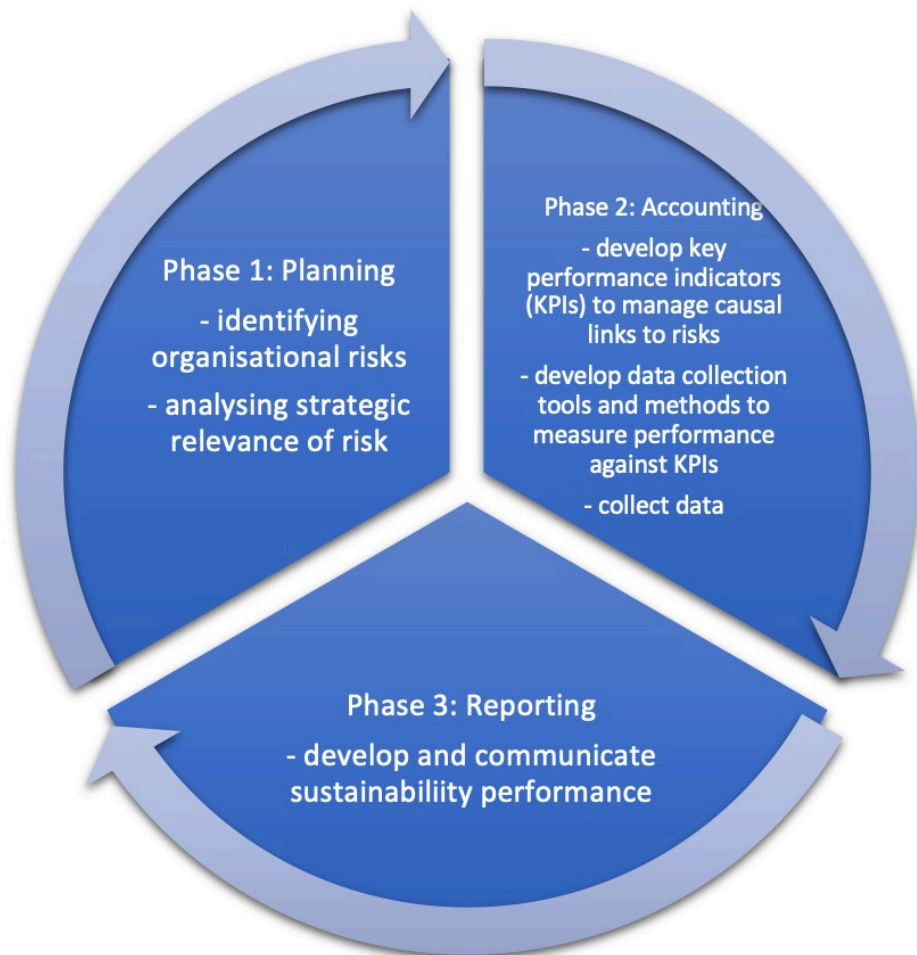 Phase 1: Planning
- identifying
organisational risks
- analysing strategic
relevance of risk
Phase 2: Accounting
- develop key
performance indicators
(KPIs) to manage causal
links to risks
- develop data collection
tools and methods to
measure performance
against KPIs
- collect data
Phase 3: Reporting
- develop and communicate
sustainabiliity performance